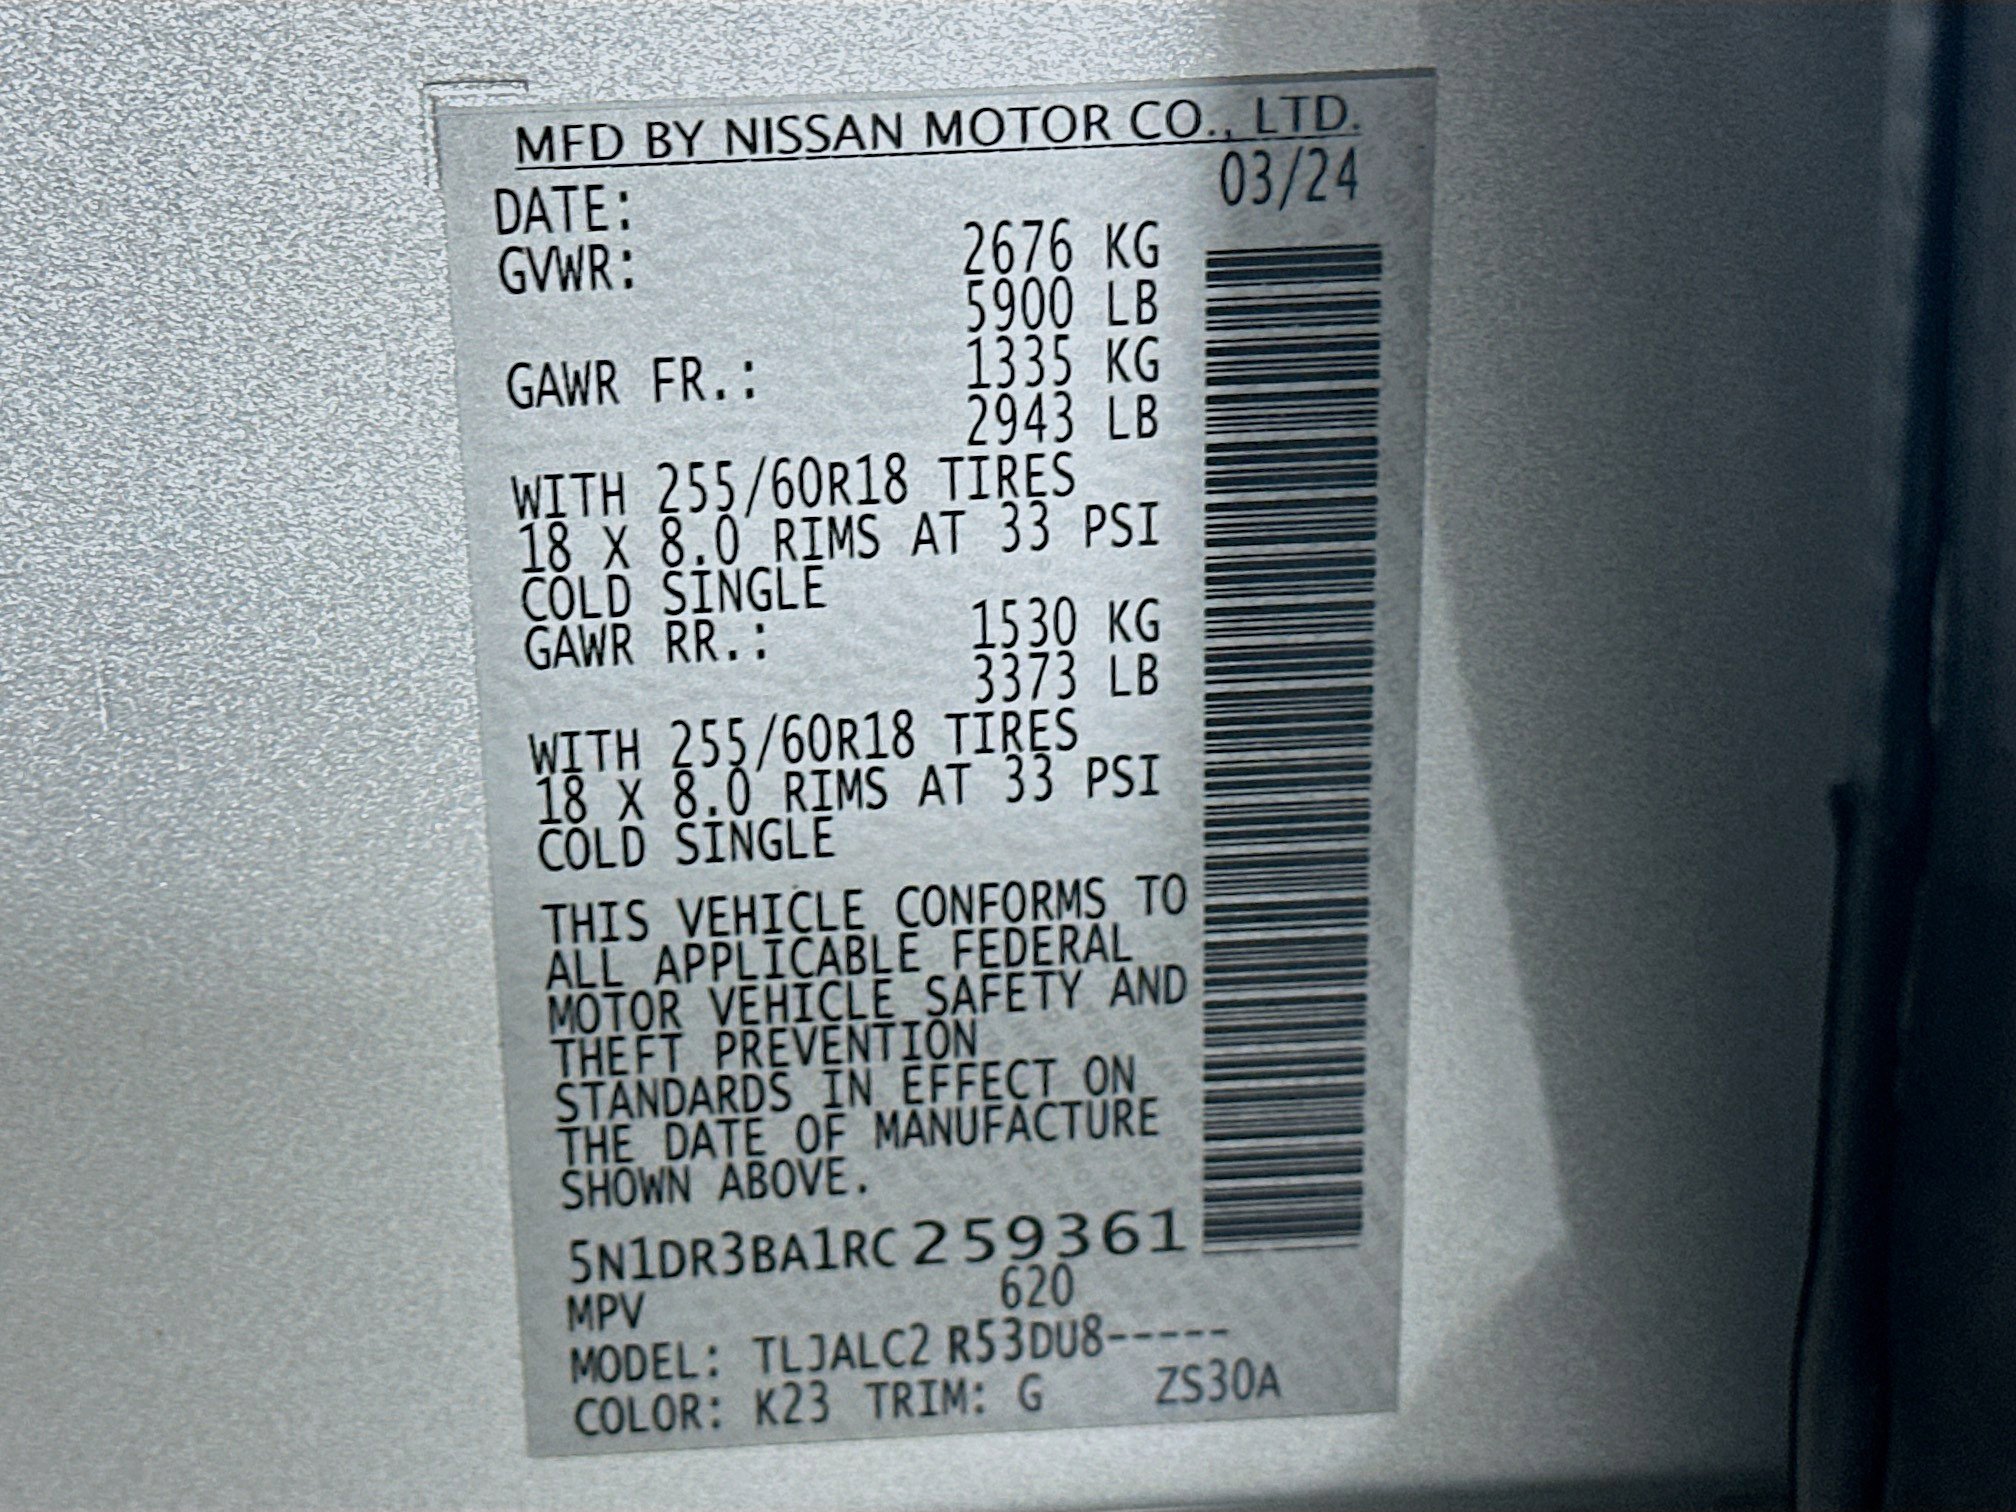 MFD BY NISSAN MOTOR CO., LTD.
DATE: 03/24
GVWR: 2676 KG
5900 LB
GAWR FR.: 1335 KG
2943 LB
WITH 255/60R18 TIRES
18 X 8.0 RIMS AT 33 PSI
COLD SINGLE
GAWR RR.: 1530 KG
3373 LB
WITH 255/60R18 TIRES
18 X 8.0 RIMS AT 33 PSI
COLD SINGLE
THIS VEHICLE CONFORMS TO
ALL APPLICABLE FEDERAL
MOTOR VEHICLE SAFETY AND
THEFT PREVENTION
STANDARDS IN EFFECT ON
THE DATE OF MANUFACTURE
SHOWN ABOVE.
5N1DR3BA1RC259361
MPV 620
MODEL: TLJALC2 R53DU8-----
COLOR: K23 TRIM: G ZS30A